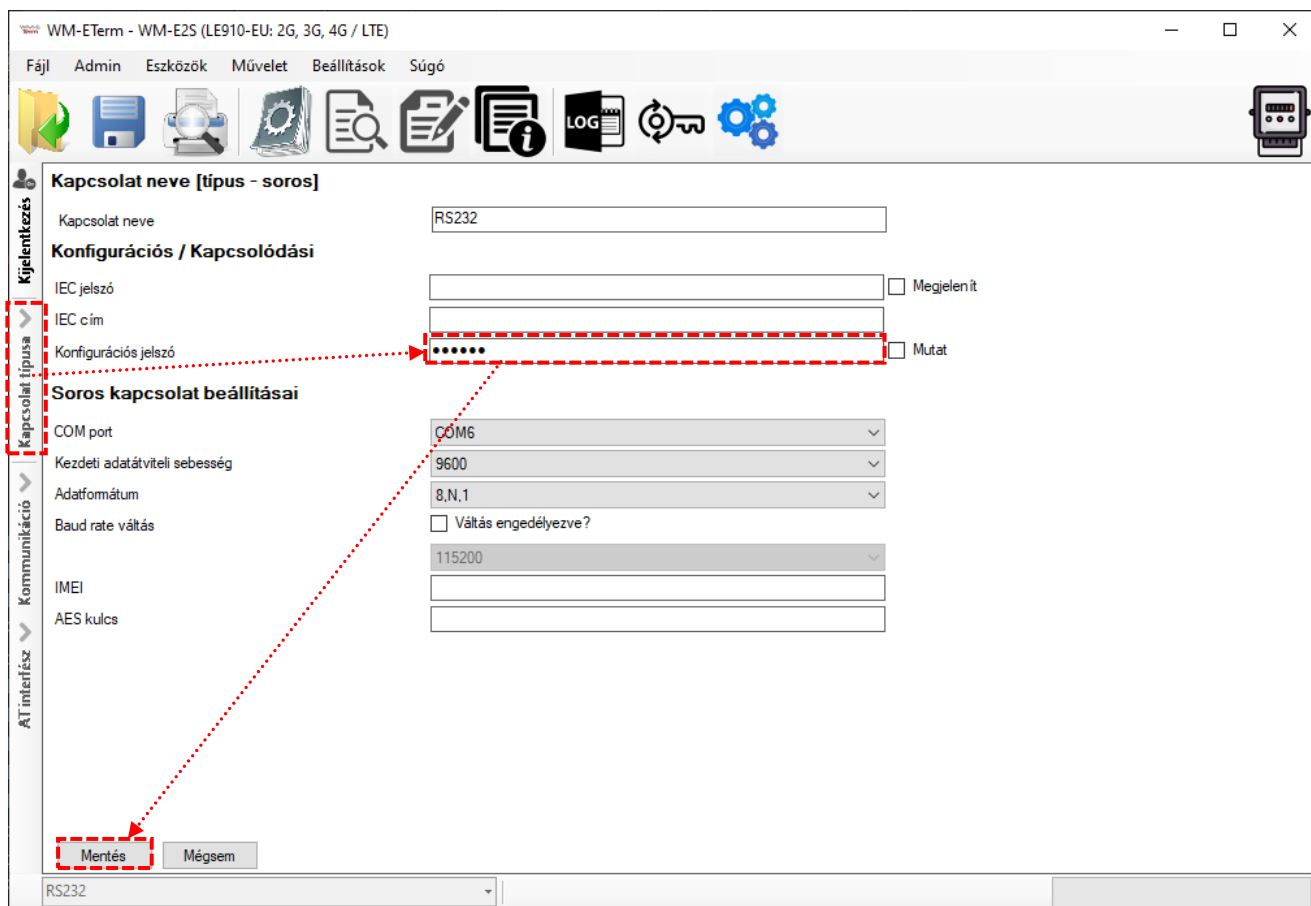 WM-ETerm - WM-E2S (LE910-EU: 2G, 3G, 4G / LTE)
Fájl Admin Eszközök Művelet Beállítások Súgó
LOG
Kijelentkezés
Kapcsolat típusa
Kommunikáció
AT interfész
Kapcsolat neve [típus - soros]
Kapcsolat neve RS232
Konfigurációs / Kapcsolódási
IEC jelszó Megjelenít
IEC cím
Konfigurációs jelszó •••••• Mutat
Soros kapcsolat beállításai
COM port COM6
Kezdeti adatátviteli sebesség 9600
Adatformátum 8,N,1
Baud rate váltás Váltás engedélyezve?
115200
IMEI
AES kulcs
Mentés Mégsem
RS232